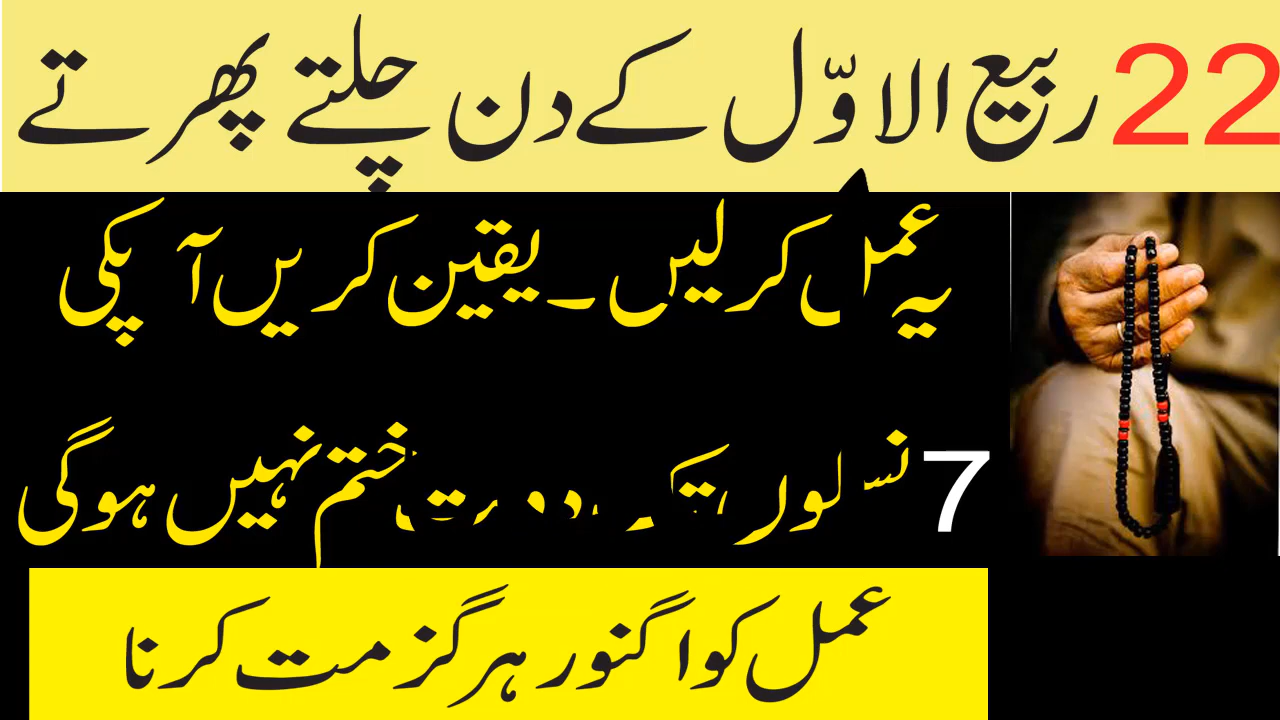 22 ربیع الاوّل کے دن چلتے پھرتے
یہ عمل کرلیں۔ یقین کریں آپکی
7 نسلوں تک ختم نہیں ہوگی
عمل کو اگنور ہرگز مت کرنا